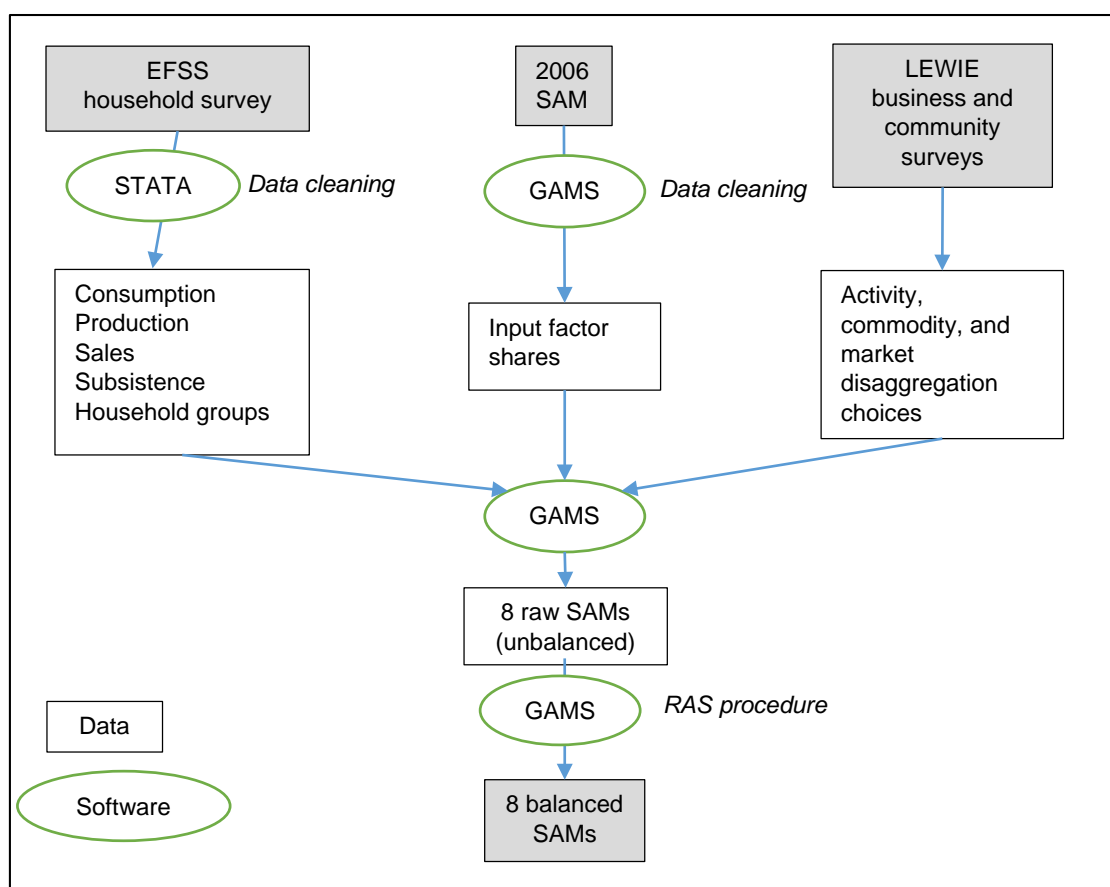 EFSS
household survey
2006
SAM
LEWIE
business and
community
surveys
STATA
Data cleaning
GAMS
Data cleaning
Consumption
Production
Sales
Subsistence
Household groups
Input factor
shares
Activity,
commodity, and
market
disaggregation
choices
GAMS
8 raw SAMs
(unbalanced)
GAMS
RAS procedure
Data
Software
8 balanced
SAMs